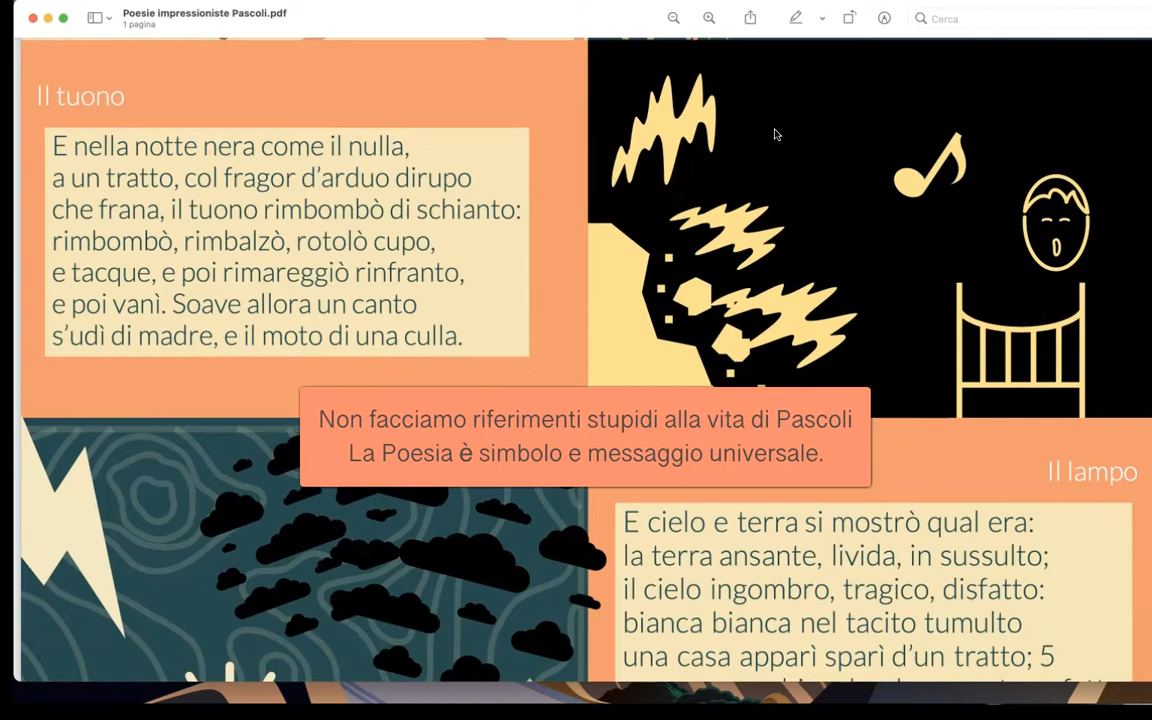 Poesie impressioniste Pascoli.pdf
1 pagina
Cerca
Il tuono
E nella notte nera come il nulla,
a un tratto, col fragor d’arduo dirupo
che frana, il tuono rimbombò di schianto:
rimbombò, rimbalzò, rotolò cupo,
e tacque, e poi rimareggiò rinfranto,
e poi vanì. Soave allora un canto
s’udì di madre, e il moto di una culla.
Non facciamo riferimenti stupidi alla vita di Pascoli
La Poesia è simbolo e messaggio universale.
Il lampo
E cielo e terra si mostrò qual era:
la terra ansante, livida, in sussulto;
il cielo ingombro, tragico, disfatto:
bianca bianca nel tacito tumulto
una casa apparì sparì d’un tratto; 5